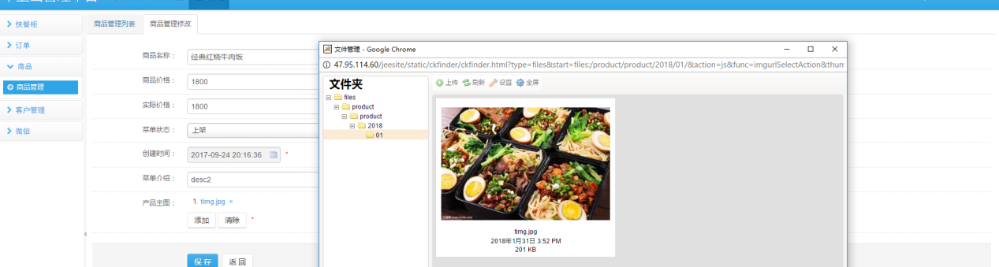 快餐柜
订单
商品
商品管理
客户管理
微信
商品管理列表 商品管理修改
商品名称： 经典红烧牛肉饭
商品价格： 1800
实际价格： 1800
菜单状态： 上架
创建时间： 2017-09-24 20:16:36 *
菜单介绍： desc2
产品主图： 1. timg.jpg ×
添加 清除 *
保存 返回
文件管理 - Google Chrome
47.95.114.60/jeesite/static/ckfinder/ckfinder.html?type=files&start=files:/product/product/2018/01/&action=js&func=imgurlSelectAction&thum
文件夹
files
product
product
2018
01
上传 刷新 设置 全屏
timg.jpg
2018年1月31日 3:52 PM
201 KB